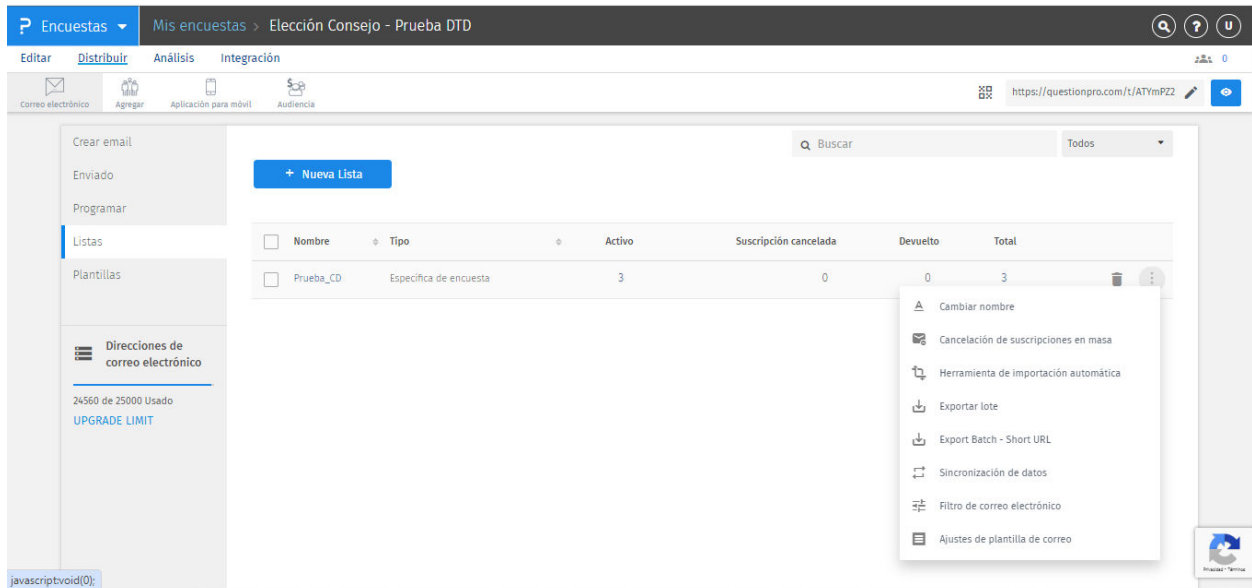 Encuestas
Mis encuestas > Elección Consejo - Prueba DTD
Editar Distribuir Análisis Integración
0
Correo electrónico Agregar Aplicación para móvil Audiencia
https://questionpro.com/t/ATYmPZ2
Crear email
Enviado
Programar
Listas
Plantillas
Direcciones de
correo electrónico
24560 de 25000 Usado
UPGRADE LIMIT
Buscar
Todos
+ Nueva Lista
Nombre Tipo Activo Suscripción cancelada Devuelto Total
Prueba_CD Especifica de encuesta 3 0 0 3
Cambiar nombre
Cancelación de suscripciones en masa
Herramienta de importación automática
Exportar lote
Export Batch - Short URL
Sincronización de datos
Filtro de correo electrónico
Ajustes de plantilla de correo
Privacidad - Términos
javascript:void(0);